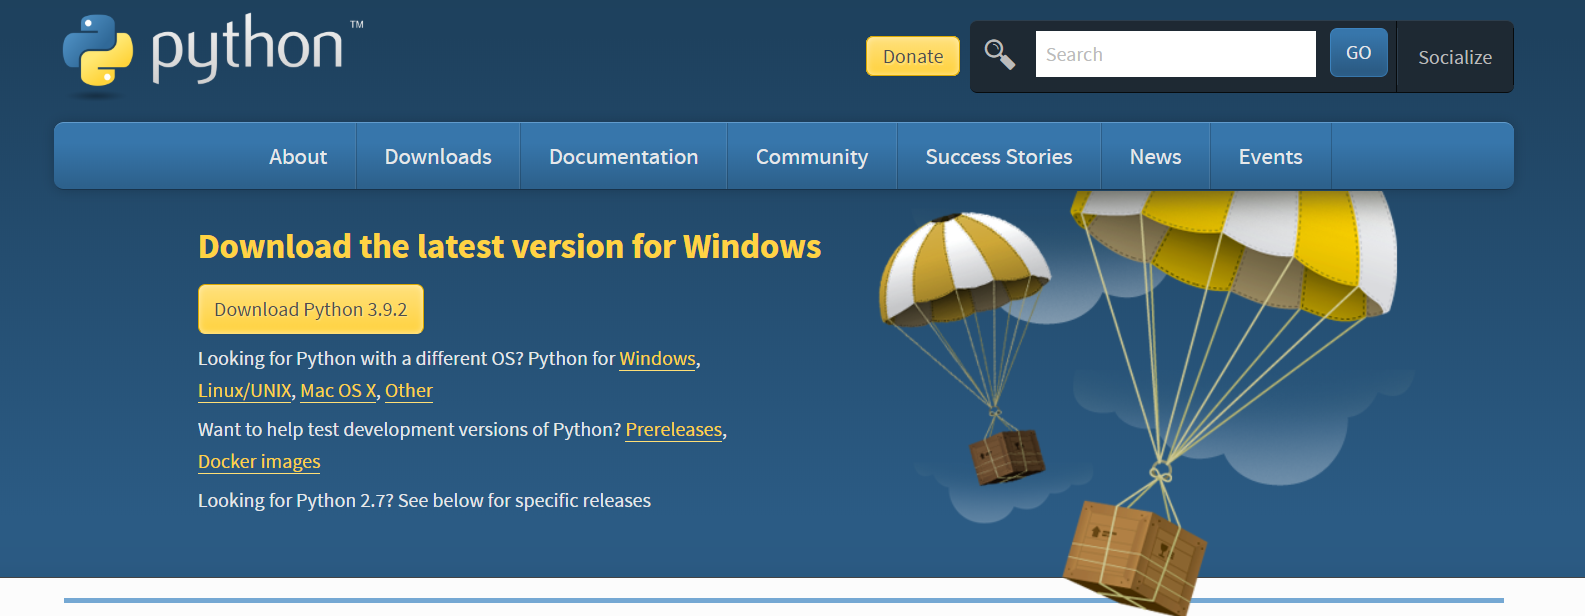 python™
Donate
Search
GO
Socialize
About Downloads Documentation Community Success Stories News Events
Download the latest version for Windows
Download Python 3.9.2
Looking for Python with a different OS? Python for Windows,
Linux/UNIX, Mac OS X, Other
Want to help test development versions of Python? Prereleases,
Docker images
Looking for Python 2.7? See below for specific releases